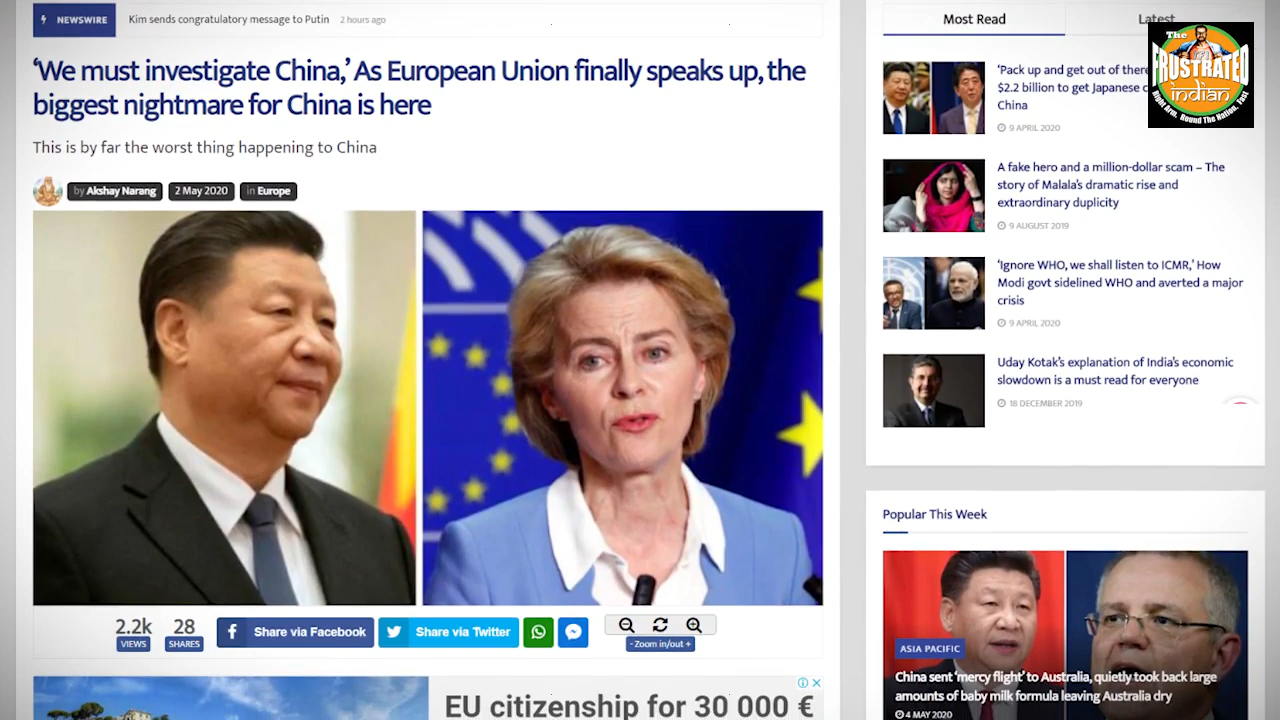 NEWSWIRE
Kim sends congratulatory message to Putin 2 hours ago
‘We must investigate China,’ As European Union finally speaks up, the
biggest nightmare for China is here
This is by far the worst thing happening to China
by Akshay Narang
2 May 2020
in Europe
2.2k
VIEWS
28
SHARES
Share via Facebook
Share via Twitter
- Zoom in/out +
EU citizenship for 30 000 €
Most Read
Latest
‘Pack up and get out of there
$2.2 billion to get Japanese c
China
9 APRIL 2020
A fake hero and a million-dollar scam – The
story of Malala’s dramatic rise and
extraordinary duplicity
9 AUGUST 2019
‘Ignore WHO, we shall listen to ICMR,’ How
Modi govt sidelined WHO and averted a major
crisis
9 APRIL 2020
Uday Kotak’s explanation of India’s economic
slowdown is a must read for everyone
18 DECEMBER 2019
Popular This Week
ASIA PACIFIC
China sent ‘mercy flight’ to Australia, quietly took back large
amounts of baby milk formula leaving Australia dry
4 MAY 2020
The
FRUSTRATED
indian
Right Arm, Round The Nation, Fast